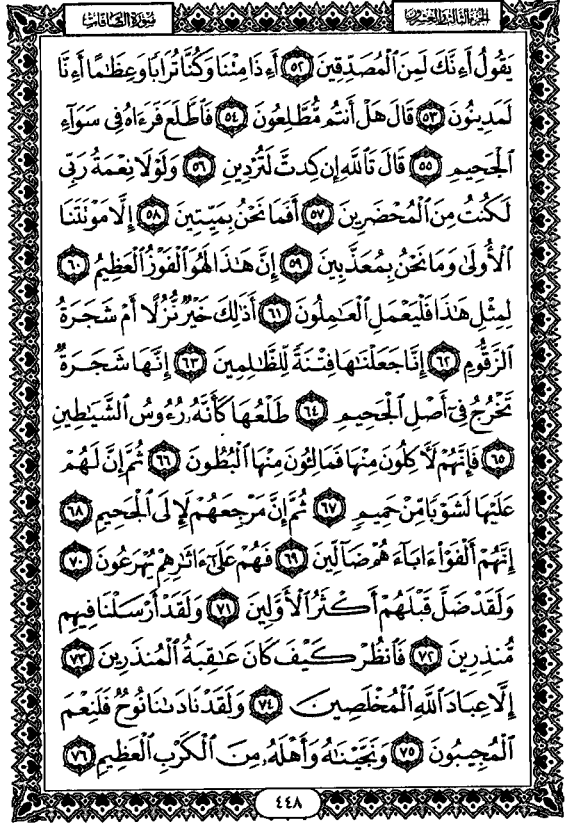 الجزء الثالث والعشرون
سورة الصافات
يَقُولُ أَءِنَّكَ لَمِنَ ٱلْمُصَدِّقِينَ ٥٢ أَءِذَا مِتْنَا وَكُنَّا تُرَابًا وَعِظَٰمًا أَءِنَّا
لَمَدِينُونَ ٥٣ قَالَ هَلْ أَنتُم مُّطَّلِعُونَ ٥٤ فَٱطَّلَعَ فَرَءَاهُ فِى سَوَآءِ
ٱلْجَحِيمِ ٥٥ قَالَ تَٱللَّهِ إِن كِدتَّ لَتُرْدِينِ ٥٦ وَلَوْلَا نِعْمَةُ رَبِّى
لَكُنتُ مِنَ ٱلْمُحْضَرِينَ ٥٧ أَفَمَا نَحْنُ بِمَيِّتِينَ ٥٨ إِلَّا مَوْتَتَنَا
ٱلْأُولَىٰ وَمَا نَحْنُ بِمُعَذَّبِينَ ٥٩ إِنَّ هَٰذَا لَهُوَ ٱلْفَوْزُ ٱلْعَظِيمُ ٦٠
لِمِثْلِ هَٰذَا فَلْيَعْمَلِ ٱلْعَٰمِلُونَ ٦١ أَذَٰلِكَ خَيْرٌ نُّزُلًا أَمْ شَجَرَةُ
ٱلزَّقُّومِ ٦٢ إِنَّا جَعَلْنَٰهَا فِتْنَةً لِّلظَّٰلِمِينَ ٦٣ إِنَّهَا شَجَرَةٌ
تَخْرُجُ فِىٓ أَصْلِ ٱلْجَحِيمِ ٦٤ طَلْعُهَا كَأَنَّهُۥ رُءُوسُ ٱلشَّيَٰطِينِ
٦٥ فَإِنَّهُمْ لَءَاكِلُونَ مِنْهَا فَمَالِـُٔونَ مِنْهَا ٱلْبُطُونَ ٦٦ ثُمَّ إِنَّ لَهُمْ
عَلَيْهَا لَشَوْبًا مِّنْ حَمِيمٍ ٦٧ ثُمَّ إِنَّ مَرْجِعَهُمْ لَإِلَى ٱلْجَحِيمِ ٦٨
إِنَّهُمْ أَلْفَوْا۟ ءَابَآءَهُمْ ضَآلِّينَ ٦٩ فَهُمْ عَلَىٰٓ ءَاثَٰرِهِمْ يُهْرَعُونَ ٧٠
وَلَقَدْ ضَلَّ قَبْلَهُمْ أَكْثَرُ ٱلْأَوَّلِينَ ٧١ وَلَقَدْ أَرْسَلْنَا فِيهِم
مُّنذِرِينَ ٧٢ فَٱنظُرْ كَيْفَ كَانَ عَٰقِبَةُ ٱلْمُنذَرِينَ ٧٣
إِلَّا عِبَادَ ٱللَّهِ ٱلْمُخْلَصِينَ ٧٤ وَلَقَدْ نَادَىٰنَا نُوحٌ فَلَنِعْمَ
ٱلْمُجِيبُونَ ٧٥ وَنَجَّيْنَٰهُ وَأَهْلَهُۥ مِنَ ٱلْكَرْبِ ٱلْعَظِيمِ ٧٦
٤٤٨